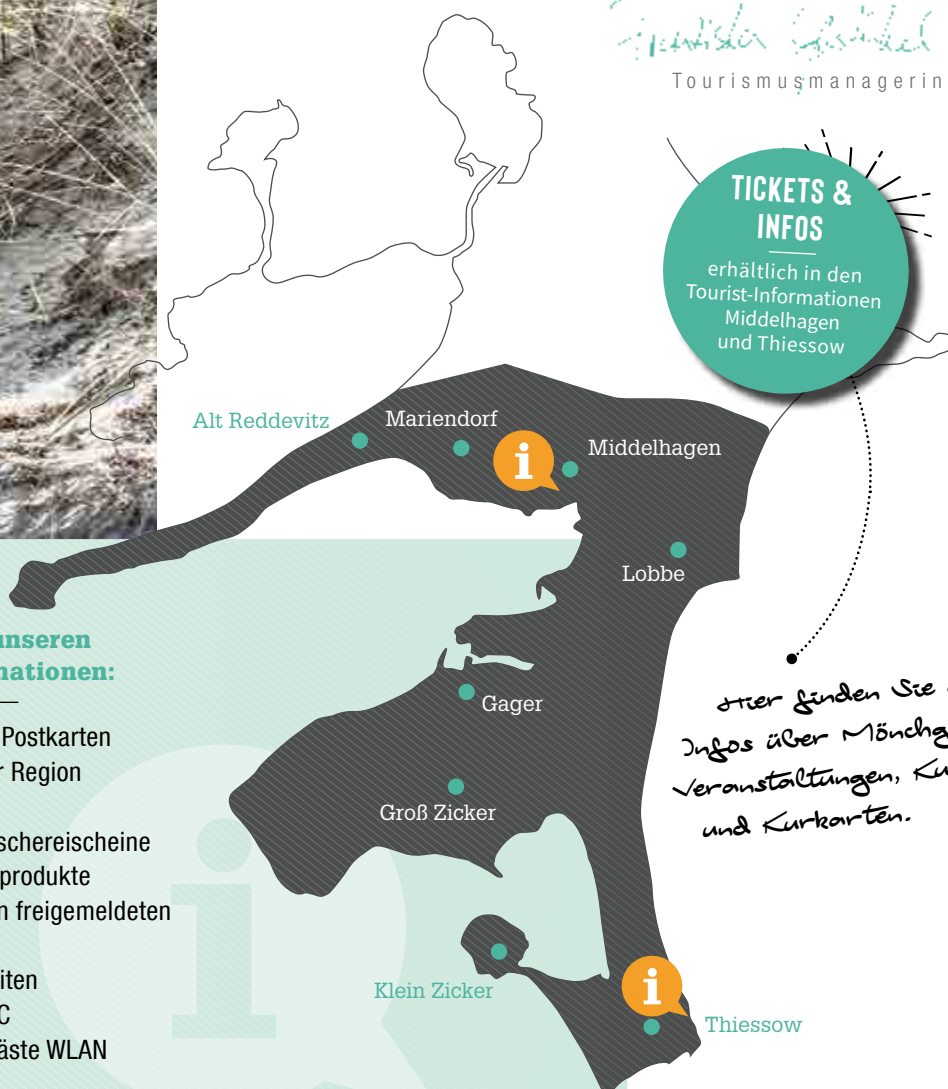 Tourismusmanagerin
TICKETS &
INFOS
erhältlich in den
Tourist-Informationen
Middelhagen
und Thiessow
Alt Reddevitz
Mariendorf
i
Middelhagen
Lobbe
Gager
Groß Zicker
Klein Zicker
i
Thiessow
Hier finden Sie
Infos über Mönchg
Veranstaltungen, Ku
und Kurkarten.
unseren
mationen:
Postkarten
r Region
schereischeine
produkte
n freigemeldeten
iten
C
äste WLAN
i